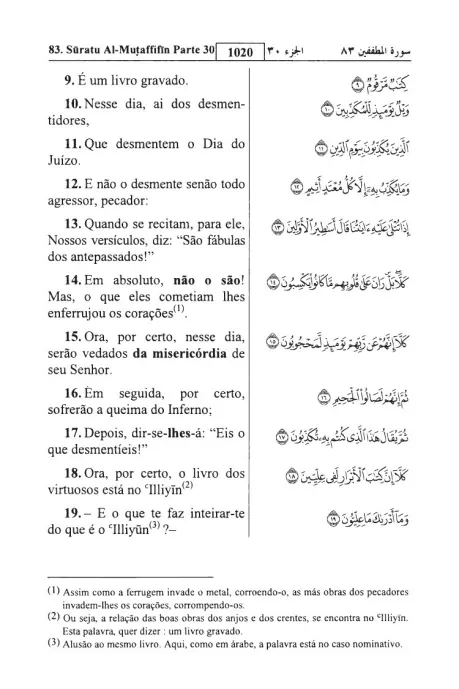 83. Sūratu Al-Muṭaffifīn Parte 30 1020 الجزء ٣٠ سورة المطففين ٨٣
9. É um livro gravado.
كِتَٰبٌ مَّرْقُومٌ ٩
10. Nesse dia, ai dos desmen-
tidores,
وَيْلٌ يَوْمَئِذٍ لِّلْمُكَذِّبِينَ ١٠
11. Que desmentem o Dia do
Juízo.
ٱلَّذِينَ يُكَذِّبُونَ بِيَوْمِ ٱلدِّينِ ١١
12. E não o desmente senão todo
agressor, pecador:
وَمَا يُكَذِّبُ بِهِۦٓ إِلَّا كُلُّ مُعْتَدٍ أَثِيمٍ ١٢
13. Quando se recitam, para ele,
Nossos versículos, diz: “São fábulas
dos antepassados!”
إِذَا تُتْلَىٰ عَلَيْهِ ءَايَٰتُنَا قَالَ أَسَٰطِيرُ ٱلْأَوَّلِينَ ١٣
14. Em absoluto, não o são!
Mas, o que eles cometiam lhes
enferrujou os corações(1).
كَلَّا بَلْ رَانَ عَلَىٰ قُلُوبِهِم مَّا كَانُوا۟ يَكْسِبُونَ ١٤
15. Ora, por certo, nesse dia,
serão vedados da misericórdia de
seu Senhor.
كَلَّآ إِنَّهُمْ عَن رَّبِّهِمْ يَوْمَئِذٍ لَّمَحْجُوبُونَ ١٥
16. Em seguida, por certo,
sofrerão a queima do Inferno;
ثُمَّ إِنَّهُمْ لَصَالُوا۟ ٱلْجَحِيمِ ١٦
17. Depois, dir-se-lhes-á: “Eis o
que desmentíeis!”
ثُمَّ يُقَالُ هَٰذَا ٱلَّذِى كُنتُم بِهِۦ تُكَذِّبُونَ ١٧
18. Ora, por certo, o livro dos
virtuosos está no ᶜIlliyīn(2)
كَلَّآ إِنَّ كِتَٰبَ ٱلْأَبْرَارِ لَفِى عِلِّيِّينَ ١٨
19. – E o que te faz inteirar-te
do que é o ᶜIlliyūn(3) ?–
وَمَآ أَدْرَىٰكَ مَا عِلِّيُّونَ ١٩
(1) Assim como a ferrugem invade o metal, corroendo-o, as más obras dos pecadores
invadem-lhes os corações, corrompendo-os.
(2) Ou seja, a relação das boas obras dos anjos e dos crentes, se encontra no ᶜIlliyīn.
Esta palavra, quer dizer : um livro gravado.
(3) Alusão ao mesmo livro. Aqui, como em árabe, a palavra está no caso nominativo.